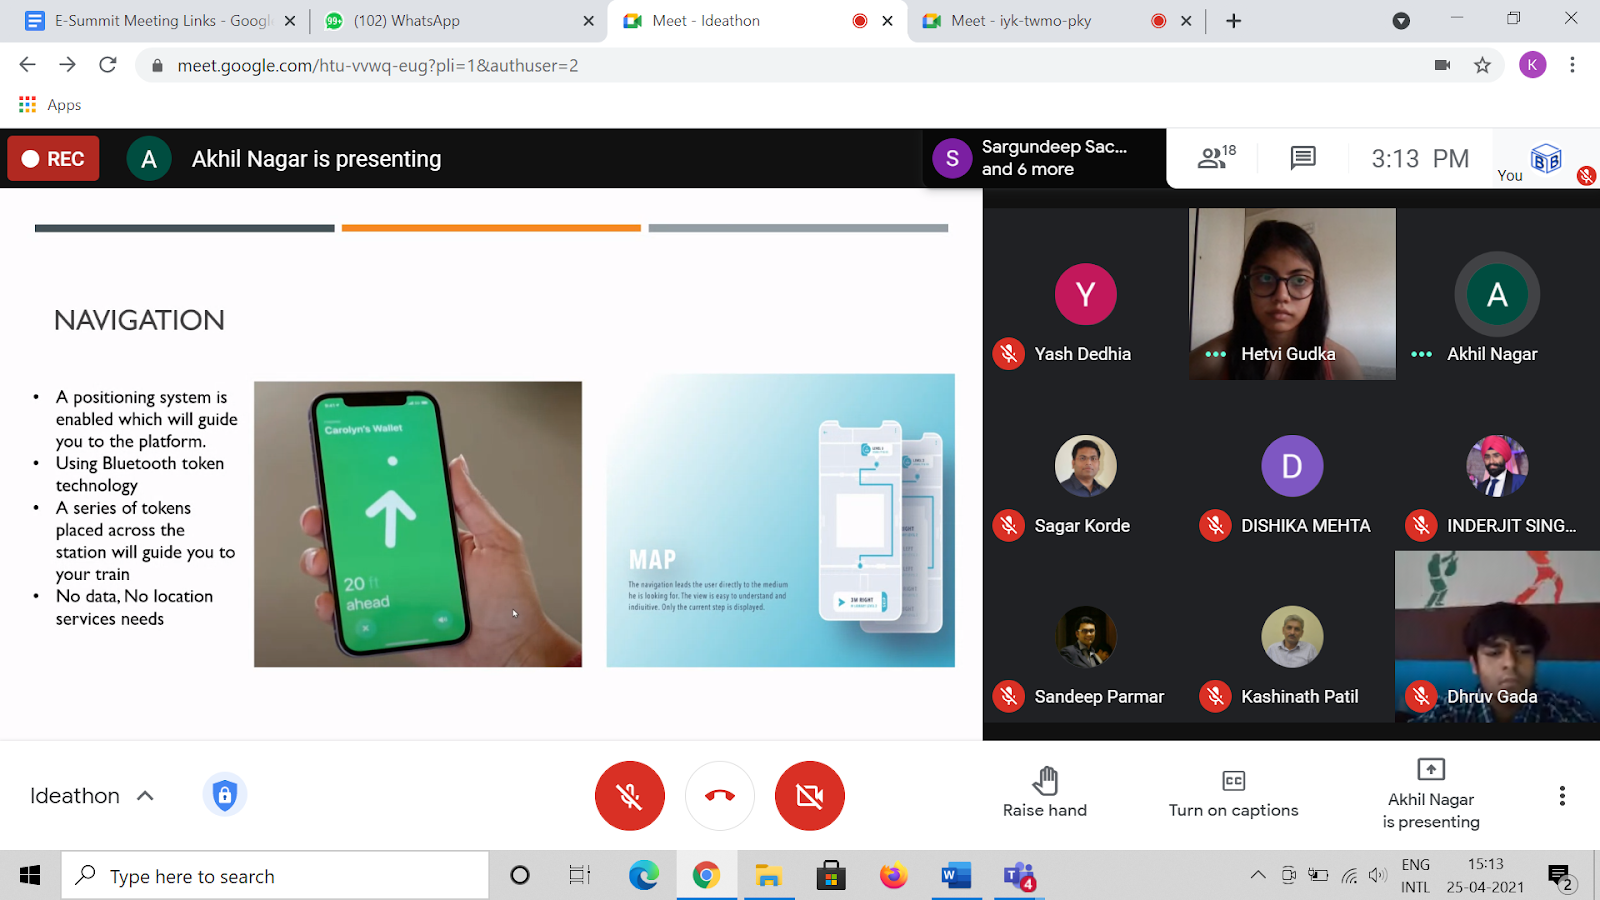 E-Summit Meeting Links - Googl
99+
(102) WhatsApp
Meet - Ideathon
Meet - iyk-twmo-pky
meet.google.com/htu-vvwq-eug?pli=1&authuser=2
K
Apps
REC
A
Akhil Nagar is presenting
S
Sargundeep Sac...
and 6 more
18
3:13 PM
You
NAVIGATION
• A positioning system is
enabled which will guide
you to the platform.
• Using Bluetooth token
technology
• A series of tokens
placed across the
station will guide you to
your train
• No data, No location
services needs
Carolyn's Wallet
20 ft
ahead
MAP
The navigation leads the user directly to the medium
he is looking for. The view is easy to understand and
indiuitive. Only the current step is displayed.
3M RIGHT
Y
Yash Dedhia
Hetvi Gudka
A
Akhil Nagar
Sagar Korde
D
DISHIKA MEHTA
INDERJIT SING...
Sandeep Parmar
Kashinath Patil
Dhruv Gada
Ideathon
Raise hand
CC
Turn on captions
Akhil Nagar
is presenting
Type here to search
W
T
4
ENG
INTL
15:13
25-04-2021
2